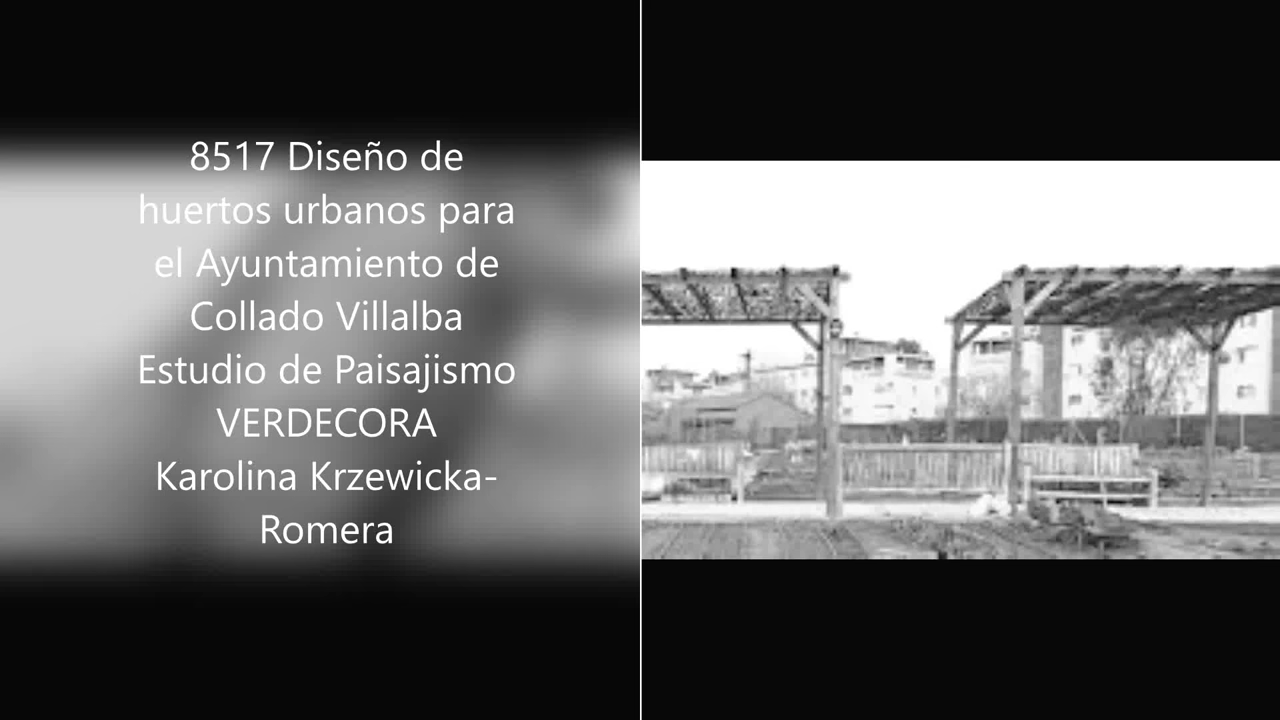 8517 Diseño de
huertos urbanos para
el Ayuntamiento de
Collado Villalba
Estudio de Paisajismo
VERDECORA
Karolina Krzewicka-
Romera